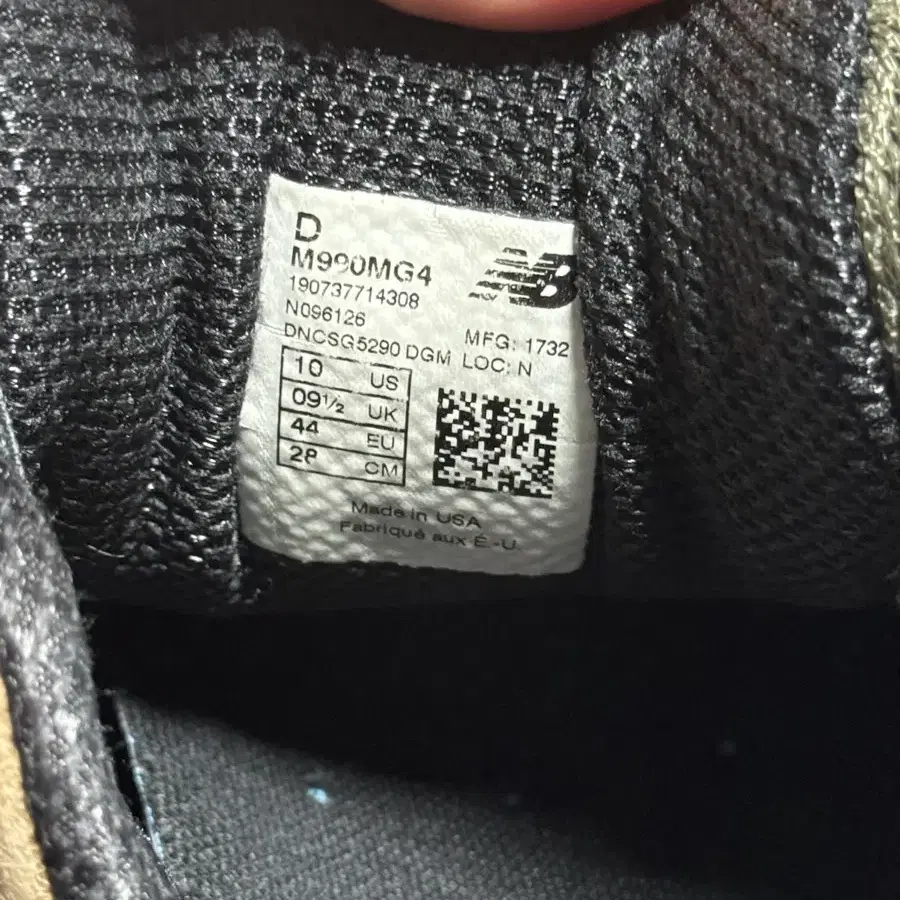 D
M990MG4
190737714308
N096126
MFG: 1732
DNCSG5290 DGM LOC: N
10 US
09½ UK
44 EU
28 CM
Made in USA
Fabriqué aux É.-U.
NB